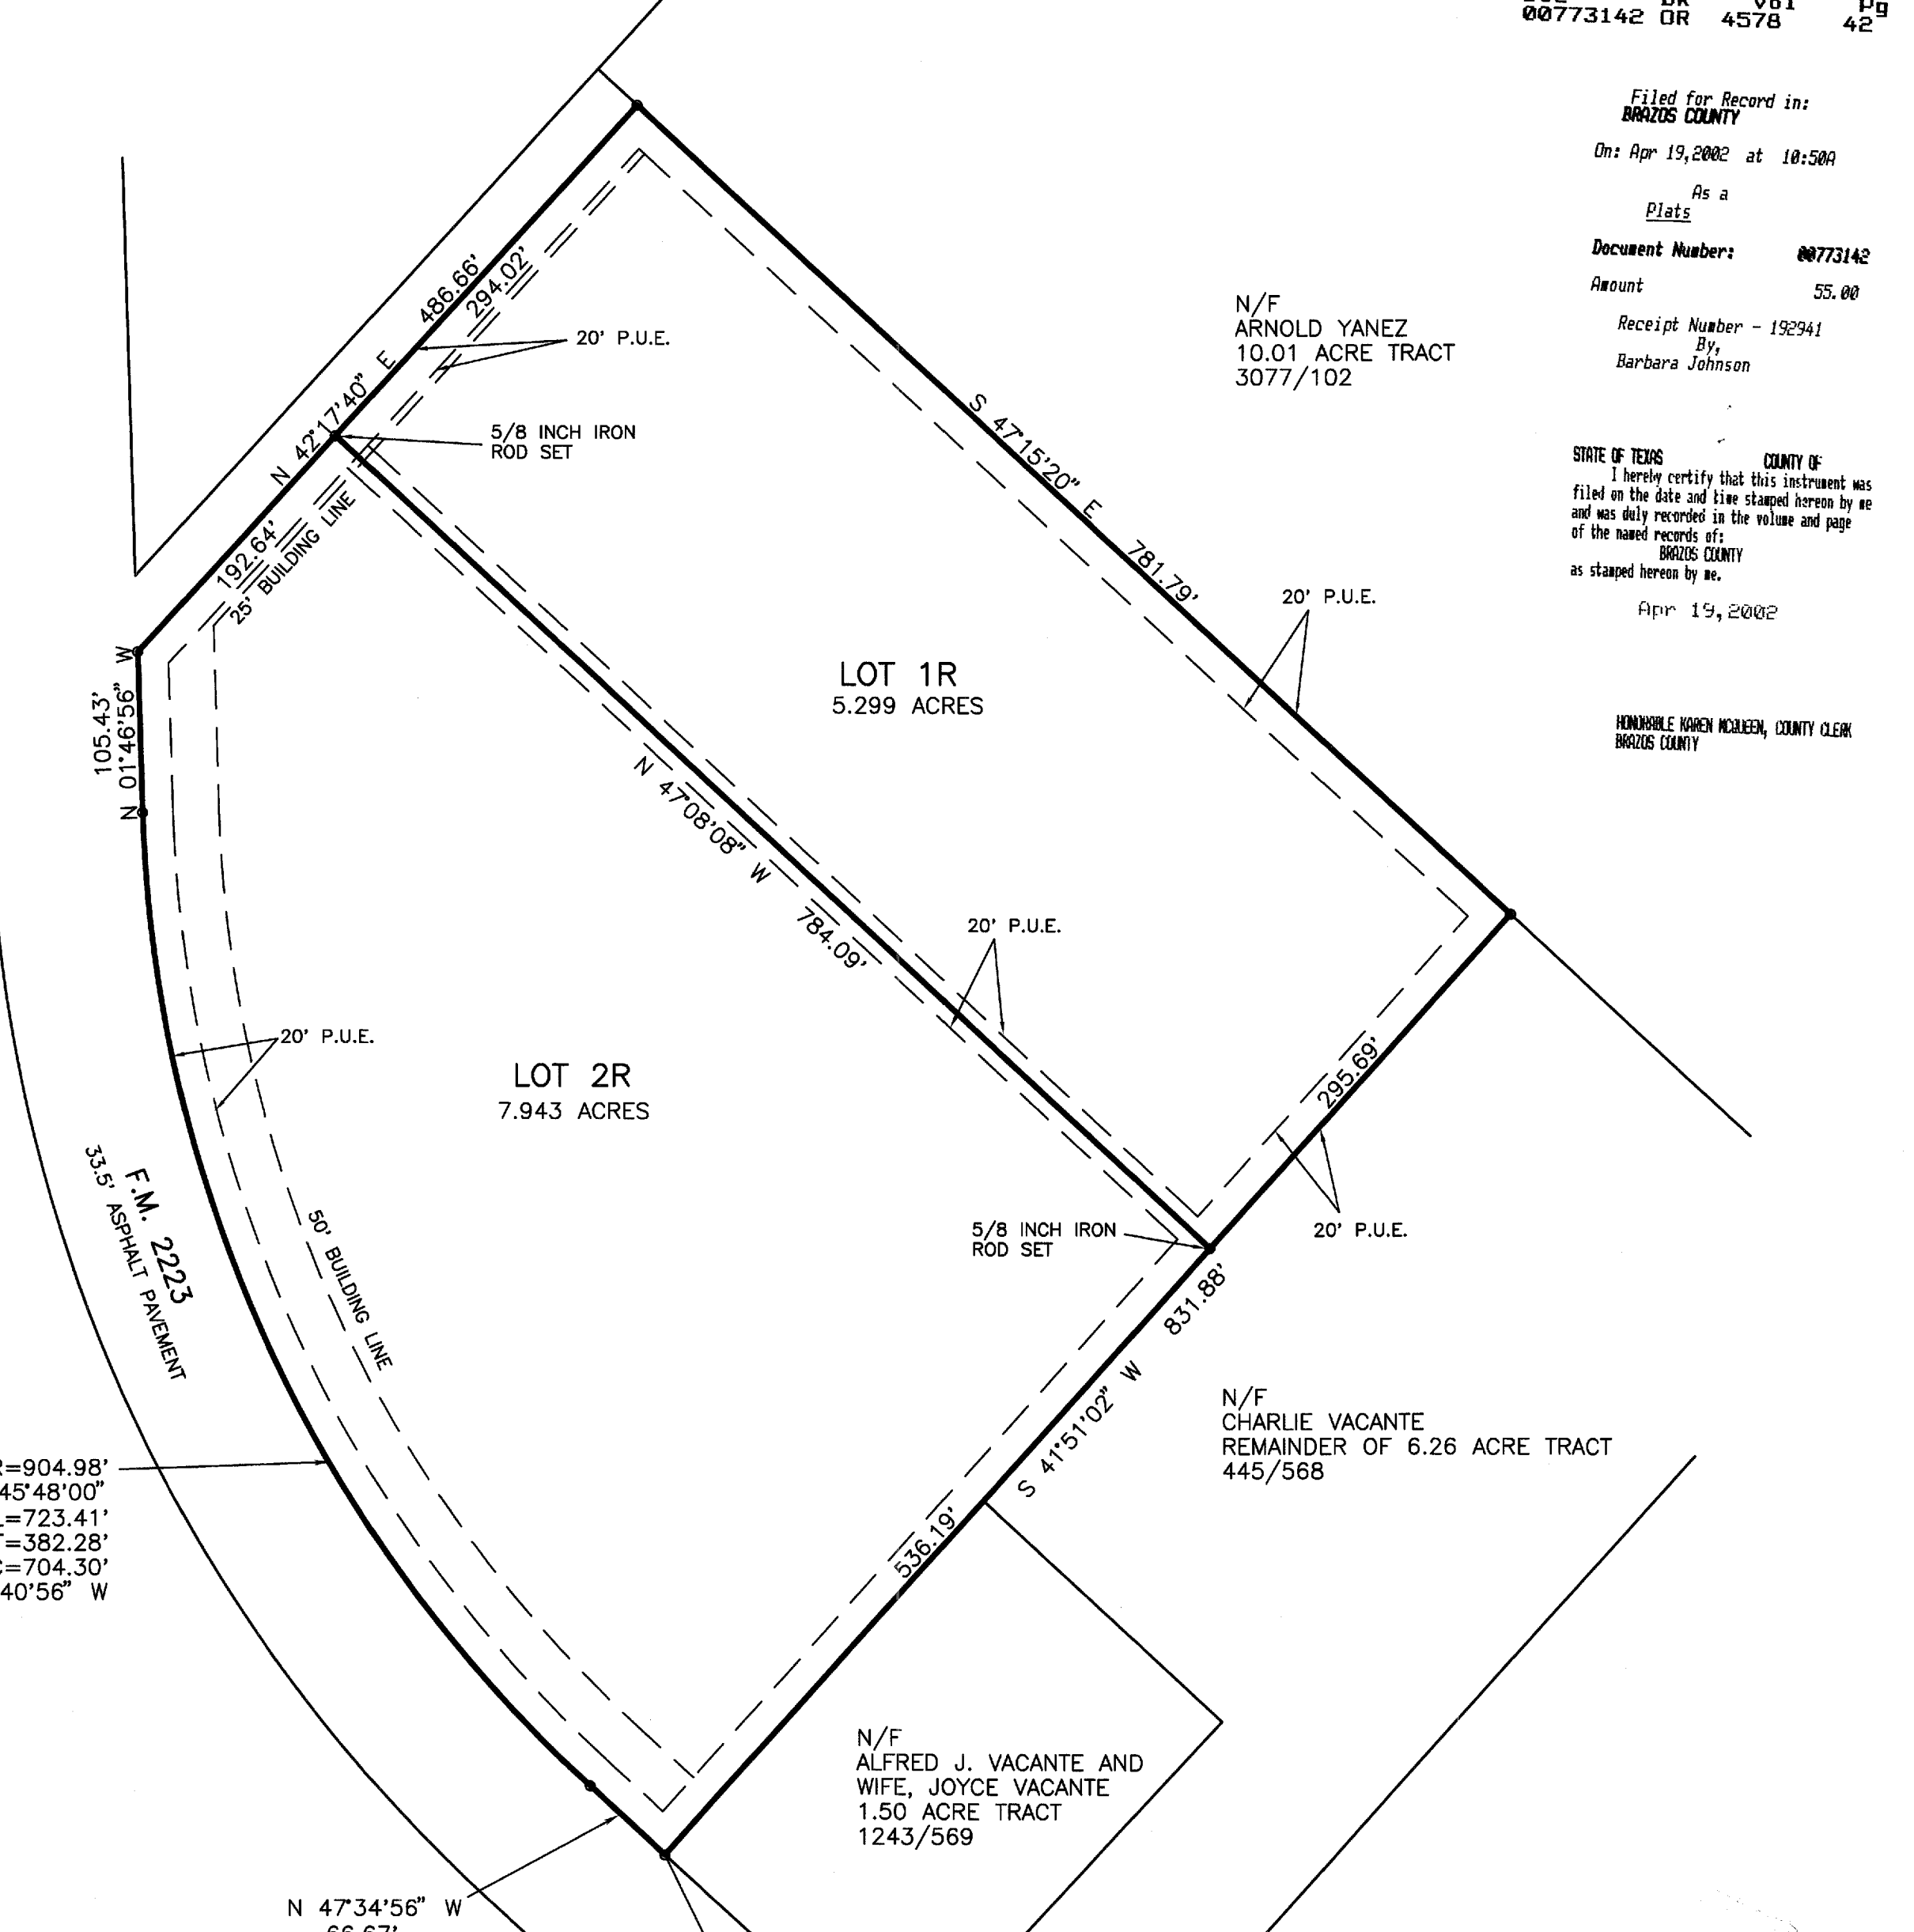 00773142 OR 4578 42
Filed for Record in:
BRAZOS COUNTY
On: Apr 19,2002 at 10:50A
As a
Plats
Document Number: 00773142
Amount 55.00
Receipt Number - 192941
By,
Barbara Johnson
STATE OF TEXAS COUNTY OF
I hereby certify that this instrument was
filed on the date and time stamped hereon by me
and was duly recorded in the volume and page
of the named records of:
BRAZOS COUNTY
as stamped hereon by me.
Apr 19,2002
HONORABLE KAREN MCQUEEN, COUNTY CLERK
BRAZOS COUNTY
N/F
ARNOLD YANEZ
10.01 ACRE TRACT
3077/102
486.66'
294.02'
20' P.U.E.
N 42°17'40" E
5/8 INCH IRON
ROD SET
192.64'
25' BUILDING LINE
S 47°15'20" E 781.79'
20' P.U.E.
LOT 1R
5.299 ACRES
105.43'
N 01°46'56" W
N 47°08'08" W 784.09'
20' P.U.E.
20' P.U.E.
LOT 2R
7.943 ACRES
295.69'
20' P.U.E.
5/8 INCH IRON
ROD SET
F.M. 2223
33.5' ASPHALT PAVEMENT
50' BUILDING LINE
S 41°51'02" W 831.88'
536.19'
N/F
CHARLIE VACANTE
REMAINDER OF 6.26 ACRE TRACT
445/568
=904.98'
45°48'00"
=723.41'
=382.28'
=704.30'
40'56" W
N/F
ALFRED J. VACANTE AND
WIFE, JOYCE VACANTE
1.50 ACRE TRACT
1243/569
N 47°34'56" W
66.67'